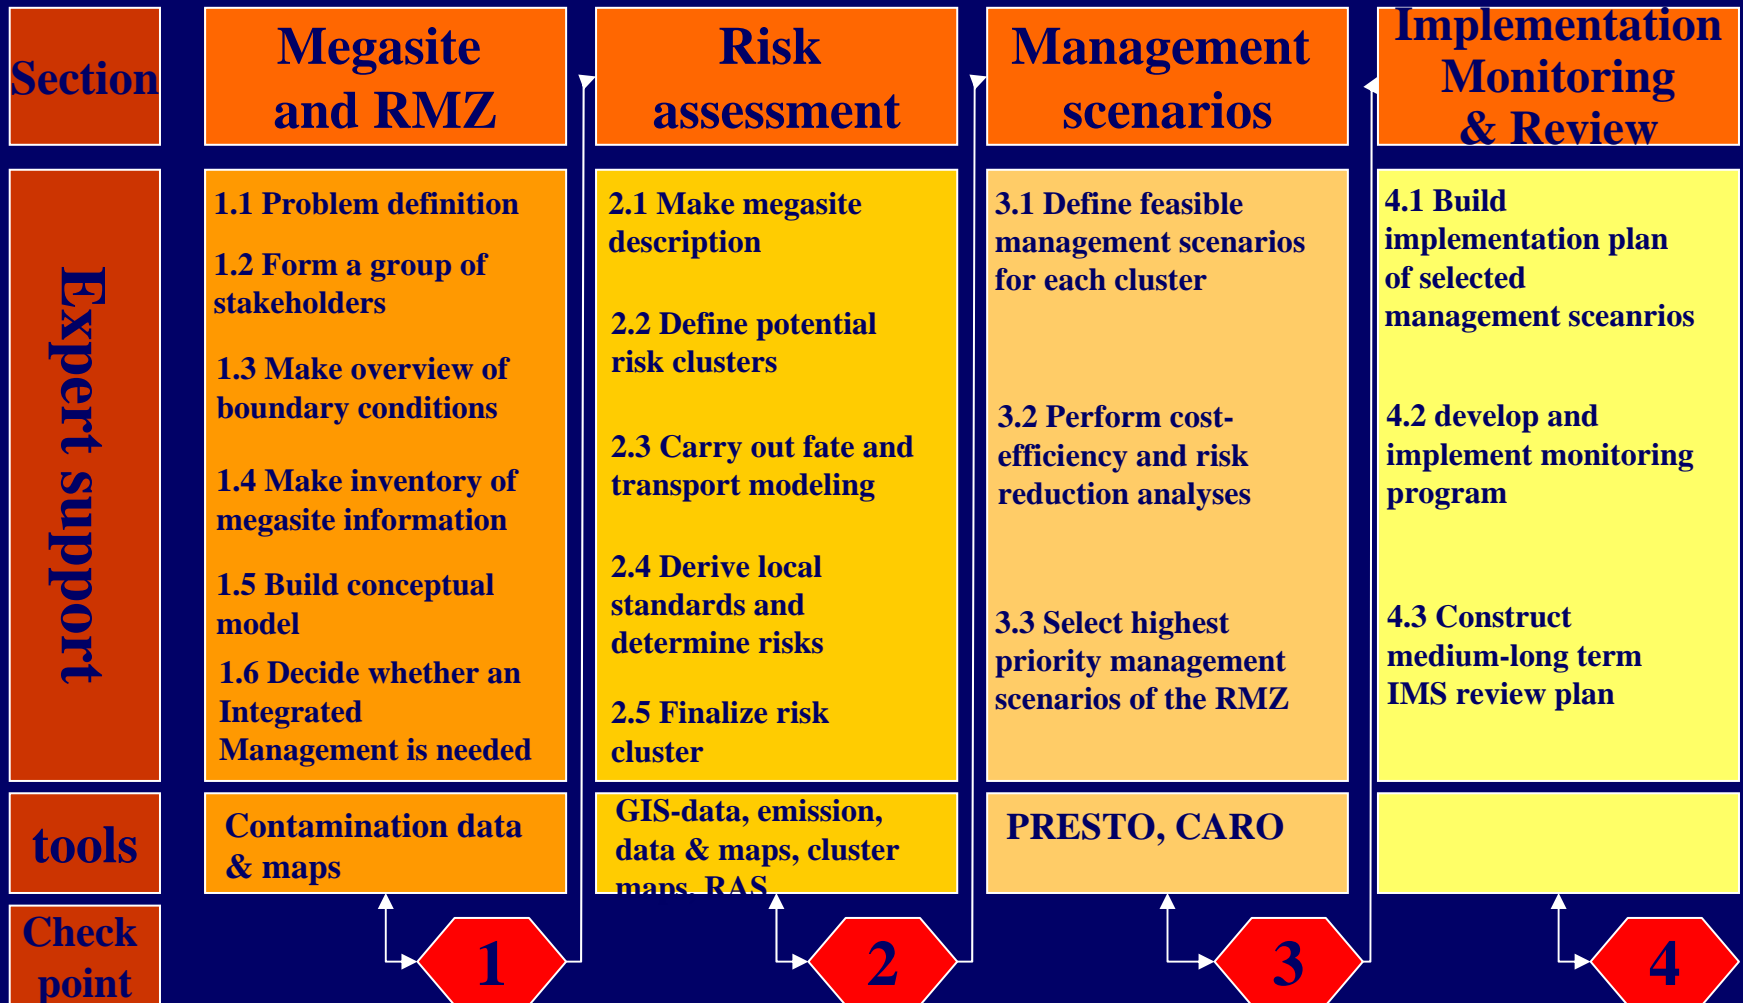 Section
Megasite
and RMZ
Risk
assessment
Management
scenarios
Implementation
Monitoring
& Review
Expert support
1.1 Problem definition
1.2 Form a group of
stakeholders
1.3 Make overview of
boundary conditions
1.4 Make inventory of
megasite information
1.5 Build conceptual
model
1.6 Decide whether an
Integrated
Management is needed
2.1 Make megasite
description
2.2 Define potential
risk clusters
2.3 Carry out fate and
transport modeling
2.4 Derive local
standards and
determine risks
2.5 Finalize risk
cluster
3.1 Define feasible
management scenarios
for each cluster
3.2 Perform cost-
efficiency and risk
reduction analyses
3.3 Select highest
priority management
scenarios of the RMZ
4.1 Build
implementation plan
of selected
management sceanrios
4.2 develop and
implement monitoring
program
4.3 Construct
medium-long term
IMS review plan
tools
Contamination data
& maps
GIS-data, emission,
data & maps, cluster
maps, RAS
PRESTO, CARO
Check
point
1
2
3
4